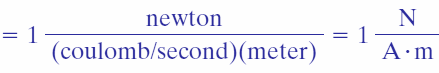 = 1 newton / (coulomb/second)(meter) = 1 N / A · m